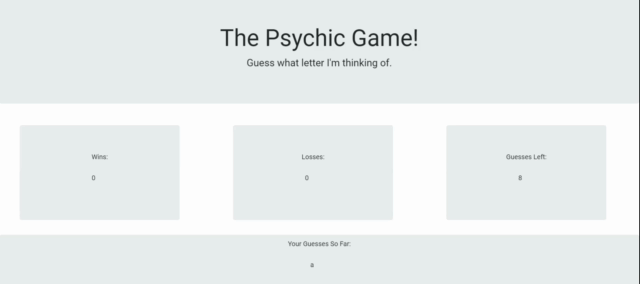 The Psychic Game!
Guess what letter I'm thinking of.
Wins:
0
Losses:
0
Guesses Left:
8
Your Guesses So Far:
a